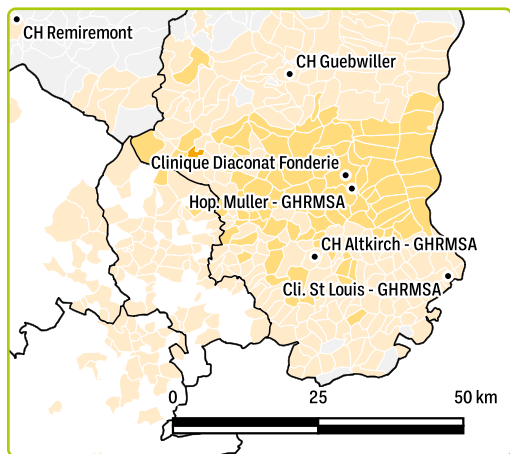 CH Remiremont
CH Guebwiller
Clinique Diaconat Fonderie
Hop. Muller - GHRMSA
CH Altkirch - GHRMSA
Cli. St Louis - GHRMSA
0 25 50 km